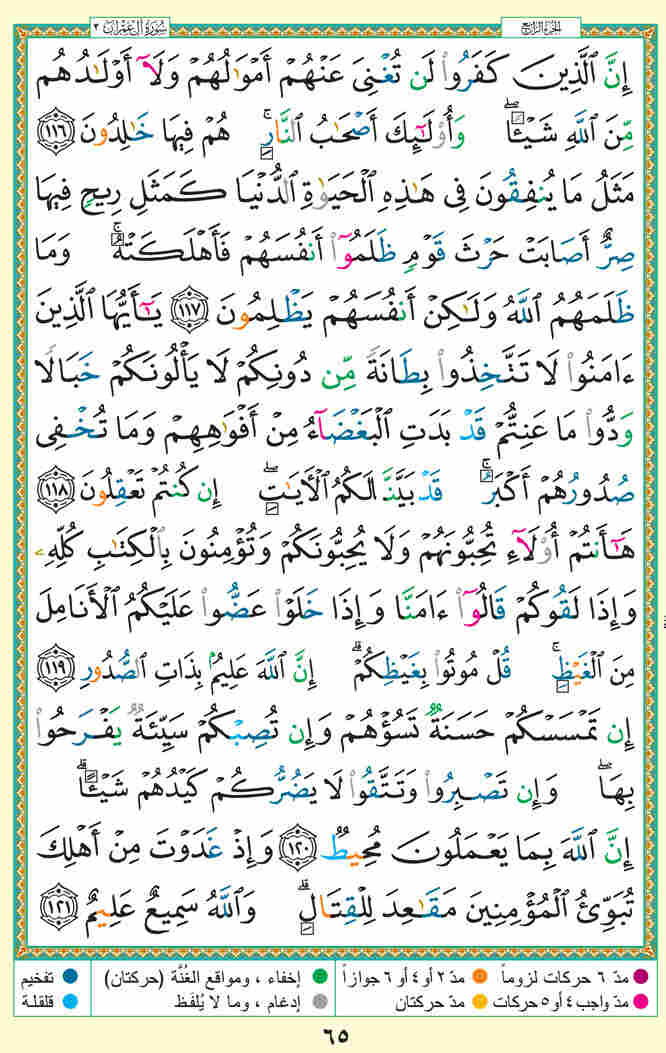 سُورَةُ آلِ عِمْرَان ٣
الجزء الرابع
إِنَّ ٱلَّذِينَ كَفَرُوا۟ لَن تُغْنِىَ عَنْهُمْ أَمْوَٰلُهُمْ وَلَآ أَوْلَـٰدُهُم
مِّنَ ٱللَّهِ شَيْـًٔا ۖ وَأُو۟لَـٰٓئِكَ أَصْحَـٰبُ ٱلنَّارِ ۚ هُمْ فِيهَا خَـٰلِدُونَ ﴿١١٦﴾
مَثَلُ مَا يُنفِقُونَ فِى هَـٰذِهِ ٱلْحَيَوٰةِ ٱلدُّنْيَا كَمَثَلِ رِيحٍ فِيهَا
صِرٌّ أَصَابَتْ حَرْثَ قَوْمٍ ظَلَمُوٓا۟ أَنفُسَهُمْ فَأَهْلَكَتْهُ ۚ وَمَا
ظَلَمَهُمُ ٱللَّهُ وَلَـٰكِنْ أَنفُسَهُمْ يَظْلِمُونَ ﴿١١٧﴾ يَـٰٓأَيُّهَا ٱلَّذِينَ
ءَامَنُوا۟ لَا تَتَّخِذُوا۟ بِطَانَةً مِّن دُونِكُمْ لَا يَأْلُونَكُمْ خَبَالًا
وَدُّوا۟ مَا عَنِتُّمْ قَدْ بَدَتِ ٱلْبَغْضَآءُ مِنْ أَفْوَٰهِهِمْ وَمَا تُخْفِى
صُدُورُهُمْ أَكْبَرُ ۚ قَدْ بَيَّنَّا لَكُمُ ٱلْـَٔايَـٰتِ ۖ إِن كُنتُمْ تَعْقِلُونَ ﴿١١٨﴾
هَـٰٓأَنتُمْ أُو۟لَآءِ تُحِبُّونَهُمْ وَلَا يُحِبُّونَكُمْ وَتُؤْمِنُونَ بِٱلْكِتَـٰبِ كُلِّهِۦ
وَإِذَا لَقُوكُمْ قَالُوٓا۟ ءَامَنَّا وَإِذَا خَلَوْا۟ عَضُّوا۟ عَلَيْكُمُ ٱلْأَنَامِلَ
مِنَ ٱلْغَيْظِ ۚ قُلْ مُوتُوا۟ بِغَيْظِكُمْ ۗ إِنَّ ٱللَّهَ عَلِيمٌۢ بِذَاتِ ٱلصُّدُورِ ﴿١١٩﴾
إِن تَمْسَسْكُمْ حَسَنَةٌ تَسُؤْهُمْ وَإِن تُصِبْكُمْ سَيِّئَةٌ يَفْرَحُوا۟
بِهَا ۖ وَإِن تَصْبِرُوا۟ وَتَتَّقُوا۟ لَا يَضُرُّكُمْ كَيْدُهُمْ شَيْـًٔا ۗ
إِنَّ ٱللَّهَ بِمَا يَعْمَلُونَ مُحِيطٌ ﴿١٢٠﴾ وَإِذْ غَدَوْتَ مِنْ أَهْلِكَ
تُبَوِّئُ ٱلْمُؤْمِنِينَ مَقَـٰعِدَ لِلْقِتَالِ ۗ وَٱللَّهُ سَمِيعٌ عَلِيمٌ ﴿١٢١﴾
مدّ ٦ حركات لزوماً مدّ ٢ أو ٤ أو ٦ جوازاً إخفاء ، ومواقع الغُنَّة (حركتان) تفخيم
مدّ واجب ٤ أو ٥ حركات مدّ حركتان إدغام ، وما لا يُلفَظ قلقلة
٦٥